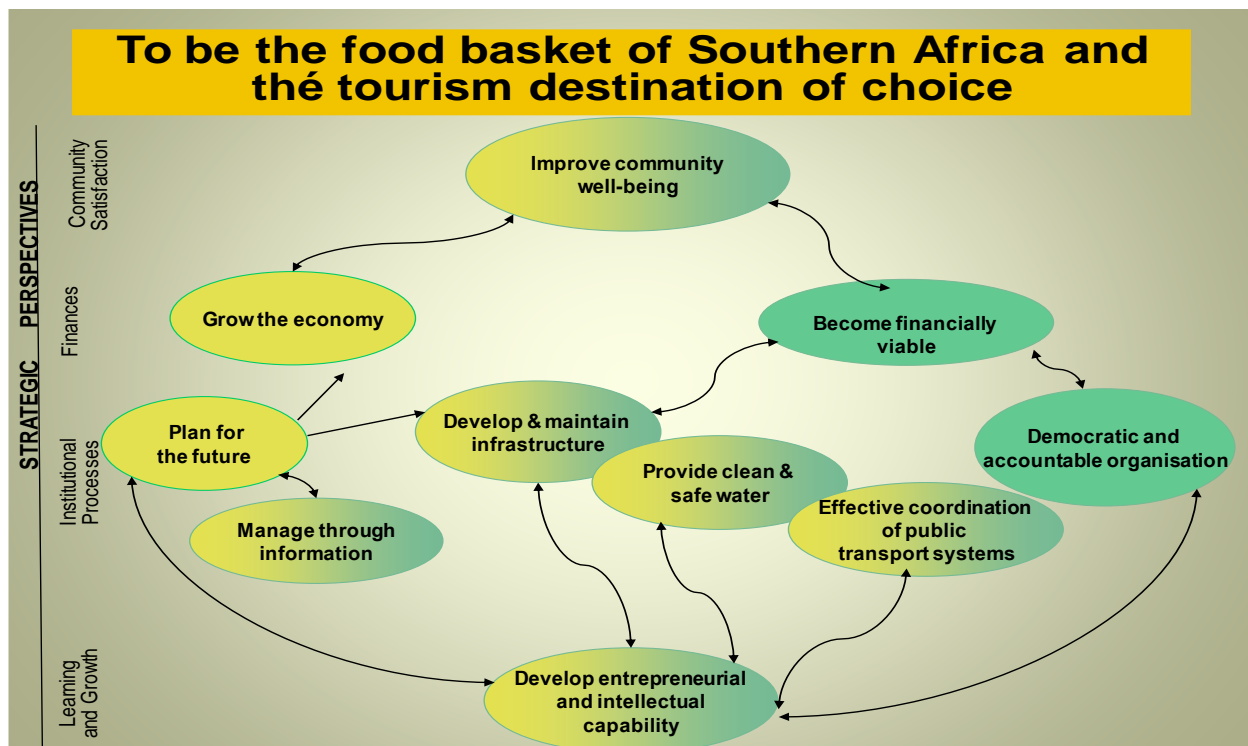 To be the food basket of Southern Africa and
thé tourism destination of choice
STRATEGIC PERSPECTIVES
Community
Satisfaction
Improve community
well-being
Finances
Grow the economy
Become financially
viable
Institutional
Processes
Plan for
the future
Develop & maintain
infrastructure
Democratic and
accountable organisation
Provide clean &
safe water
Manage through
information
Effective coordination
of public
transport systems
Learning
and Growth
Develop entrepreneurial
and intellectual
capability